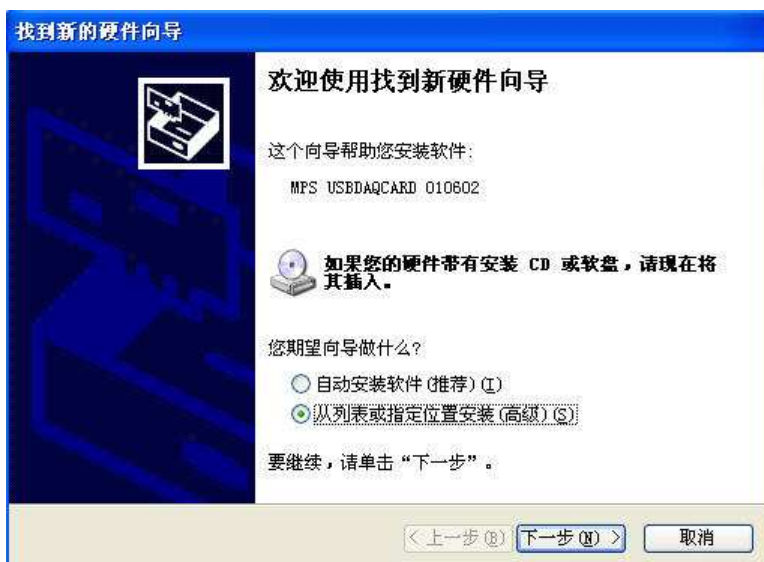 找到新的硬件向导
欢迎使用找到新硬件向导
这个向导帮助您安装软件:
MPS USBDAQCARD 010602
如果您的硬件带有安装 CD 或软盘，请现在将
其插入。
您期望向导做什么?
自动安装软件(推荐)(I)
从列表或指定位置安装(高级)(S)
要继续，请单击“下一步”。
< 上一步(B)
下一步(N) >
取消